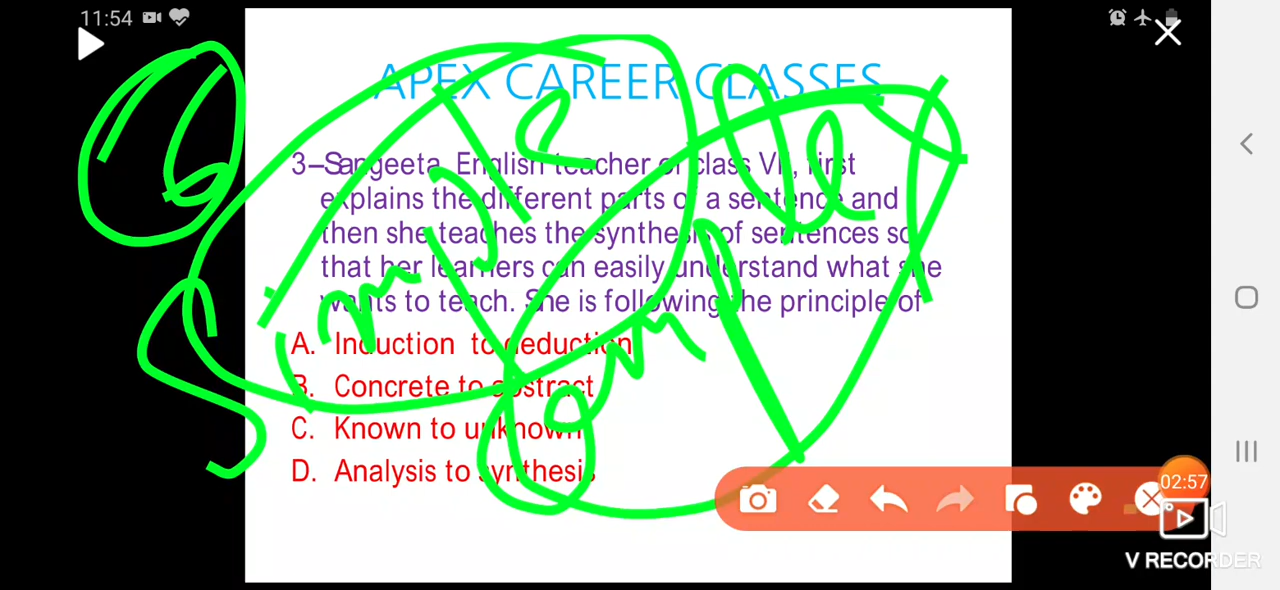 11:54
APEX CAREER CLASSES
3–Sangeeta, English teacher of class VII, first
explains the different parts of a sentence and
then she teaches the synthesis of sentences so
that her learners can easily understand what she
wants to teach. She is following the principle of
A. Induction to deduction
B. Concrete to abstract
C. Known to unknown
D. Analysis to synthesis
Simple
Complex
02:57
V RECORDER